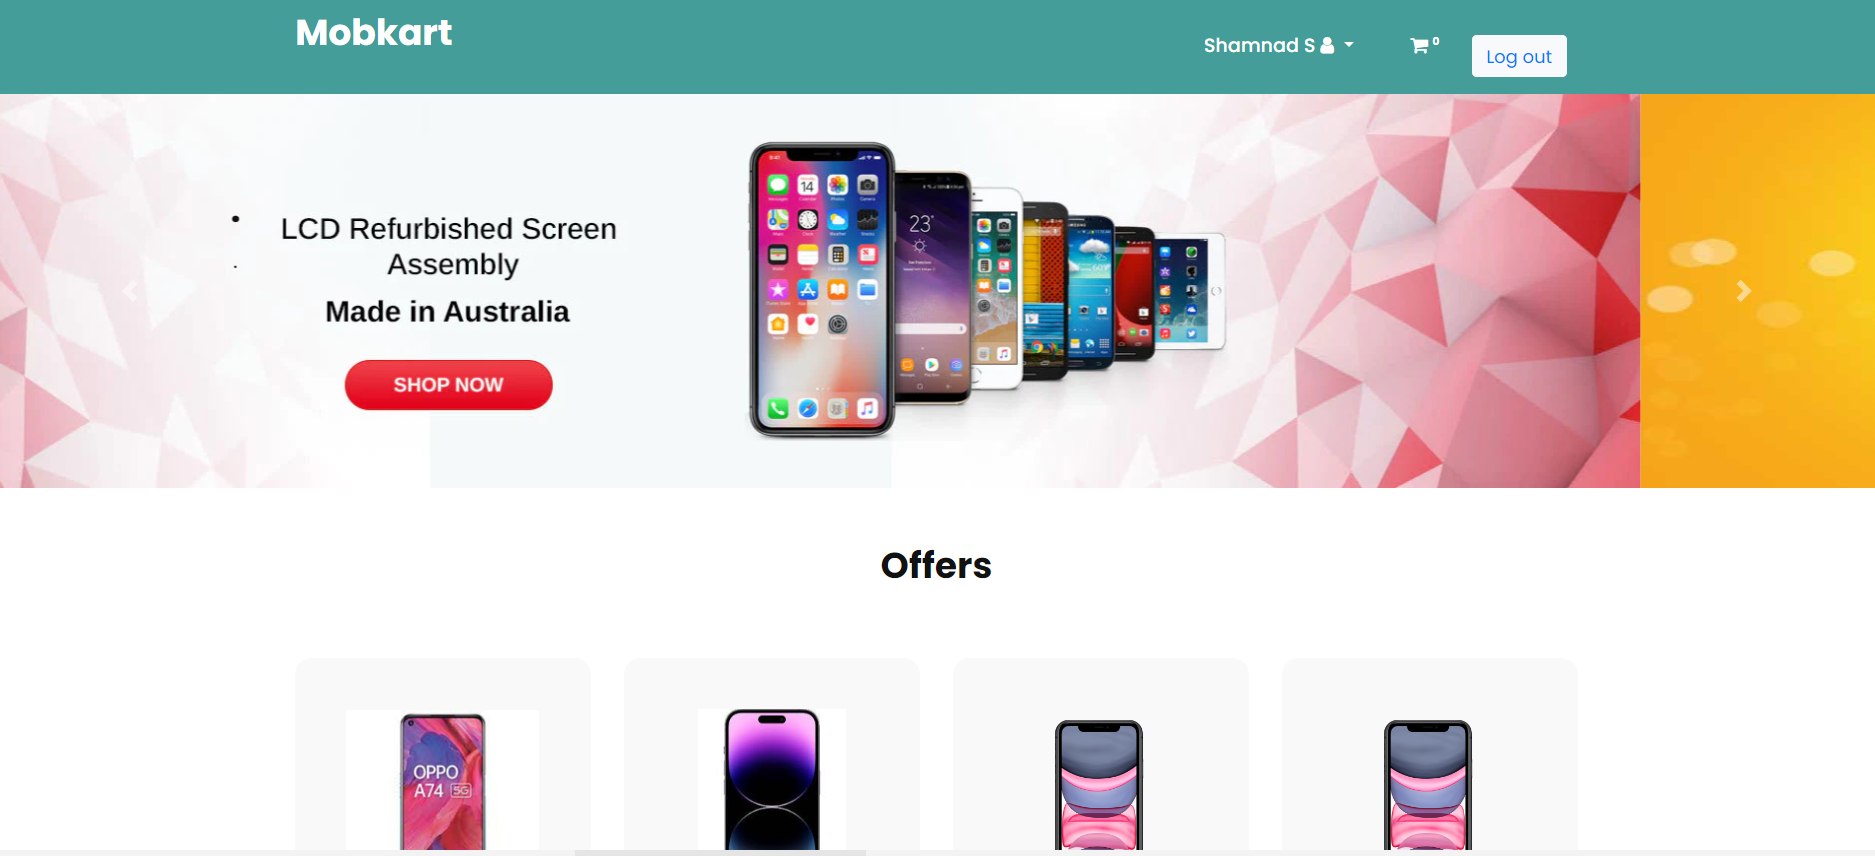 Mobkart
Shamnad S
0
Log out
LCD Refurbished Screen
Assembly
Made in Australia
SHOP NOW
14
23°
Offers
OPPO
A74 5G